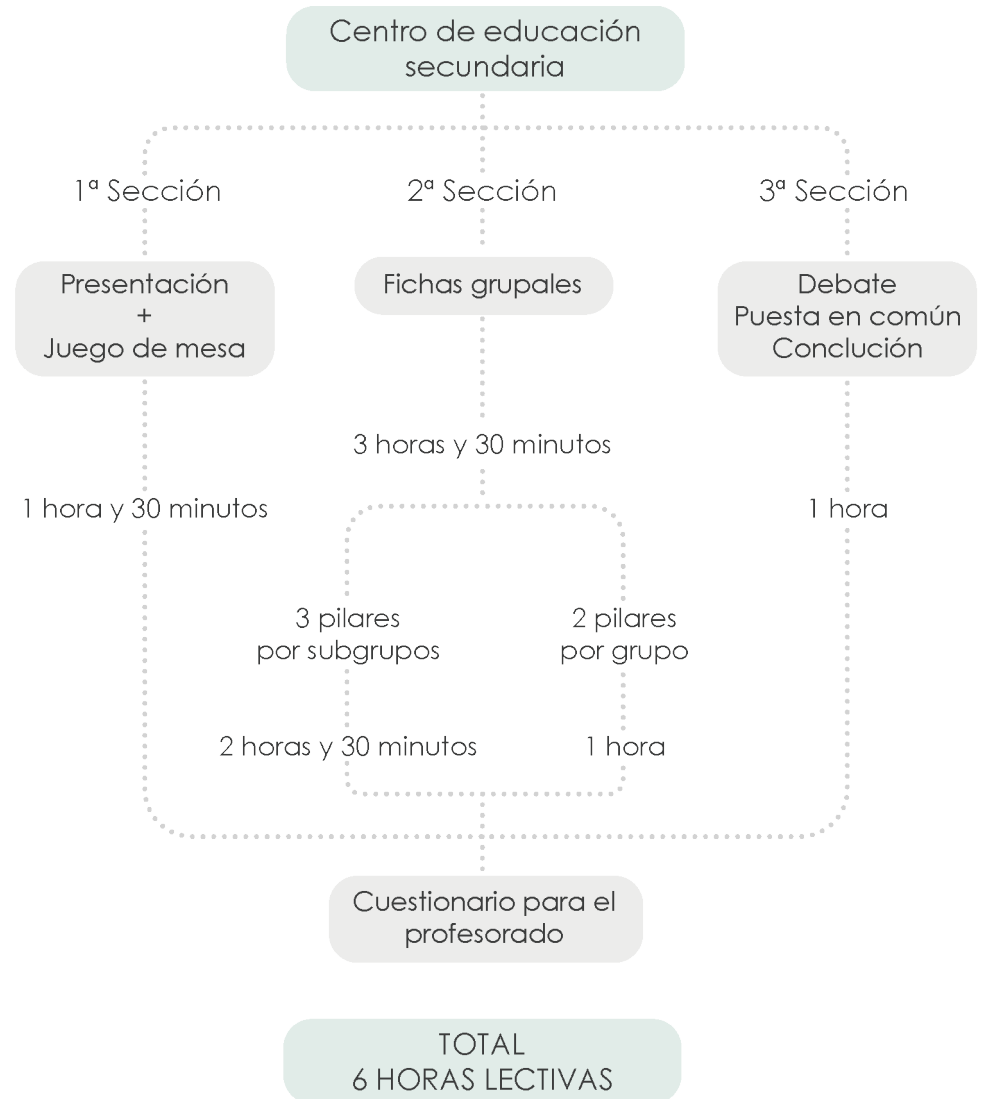 Centro de educación
secundaria
1ª Sección
2ª Sección
3ª Sección
Presentación
+
Juego de mesa
Fichas grupales
Debate
Puesta en común
Conclución
3 horas y 30 minutos
1 hora y 30 minutos
1 hora
3 pilares
por subgrupos
2 pilares
por grupo
2 horas y 30 minutos
1 hora
Cuestionario para el
profesorado
TOTAL
6 HORAS LECTIVAS